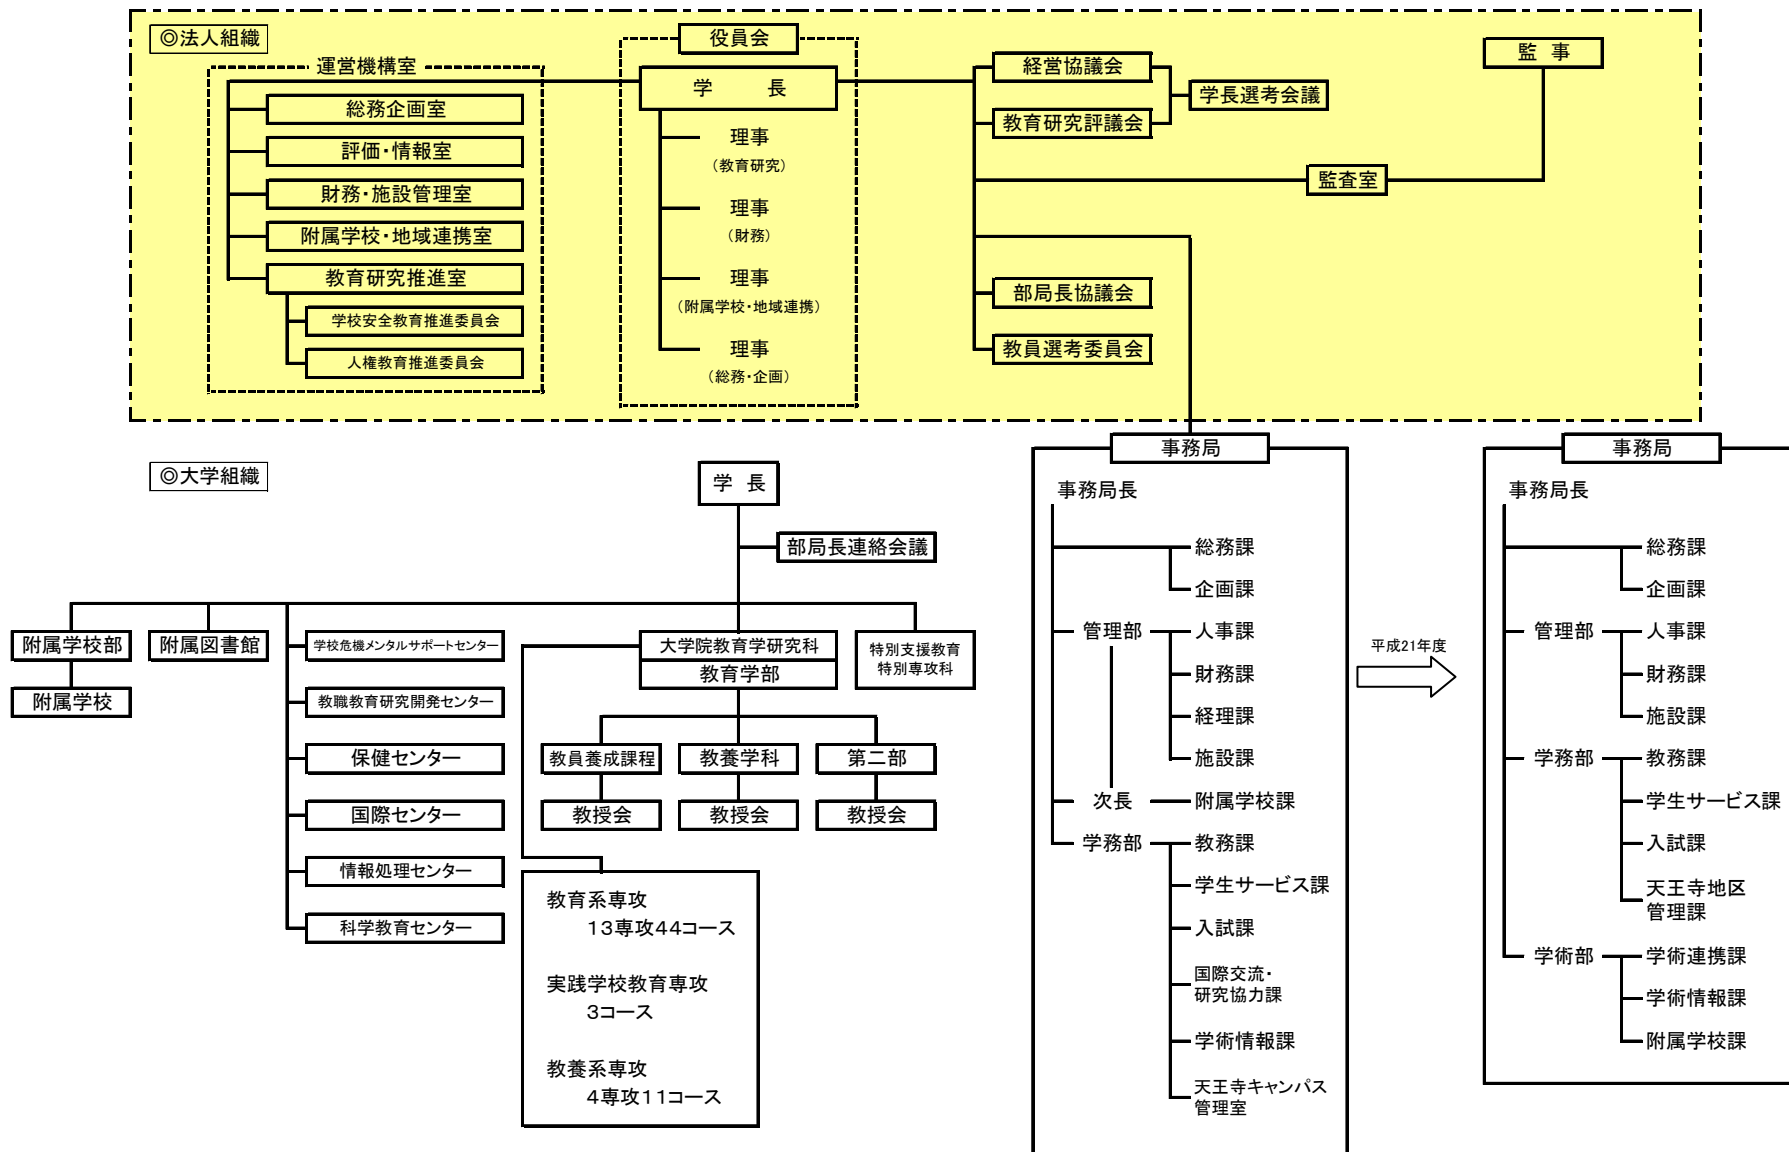 ◎法人組織
運営機構室
総務企画室
評価・情報室
財務・施設管理室
附属学校・地域連携室
教育研究推進室
学校安全教育推進委員会
人権教育推進委員会
役員会
学　長
理事
（教育研究）
理事
（財務）
理事
（附属学校・地域連携）
理事
（総務・企画）
経営協議会
教育研究評議会
学長選考会議
監　事
監査室
部局長協議会
教員選考委員会
◎大学組織
学　長
部局長連絡会議
附属学校部
附属学校
附属図書館
学校危機メンタルサポートセンター
教職教育研究開発センター
保健センター
国際センター
情報処理センター
科学教育センター
大学院教育学研究科
教育学部
特別支援教育
特別専攻科
教員養成課程
教養学科
第二部
教授会
教授会
教授会
教育系専攻
13専攻44コース
実践学校教育専攻
3コース
教養系専攻
4専攻11コース
事務局
事務局長
総務課
企画課
管理部
人事課
財務課
経理課
施設課
次長
附属学校課
学務部
教務課
学生サービス課
入試課
国際交流・
研究協力課
学術情報課
天王寺キャンパス
管理室
平成21年度
事務局
事務局長
総務課
企画課
管理部
人事課
財務課
施設課
学務部
教務課
学生サービス課
入試課
天王寺地区
管理課
学術部
学術連携課
学術情報課
附属学校課